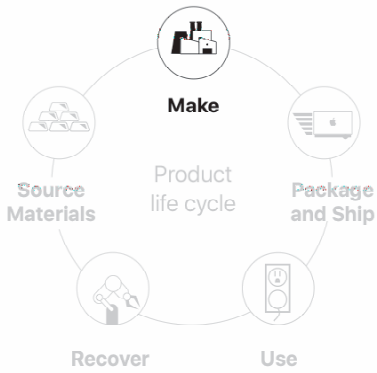 Make
Product
life cycle
Source
Materials
Package
and Ship
Recover
Use